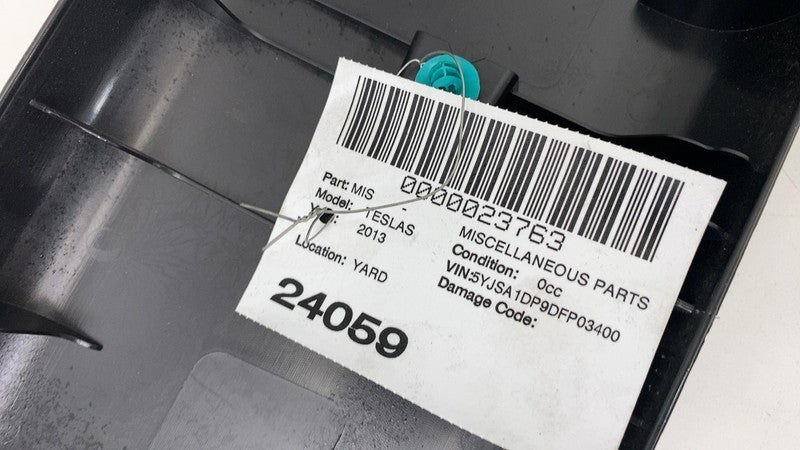 0000023763
Part: MIS - MISCELLANEOUS PARTS
Model: TESLAS Condition: 0cc
2013 VIN:5YJSA1DP9DFP03400
Location: YARD Damage Code:
24059